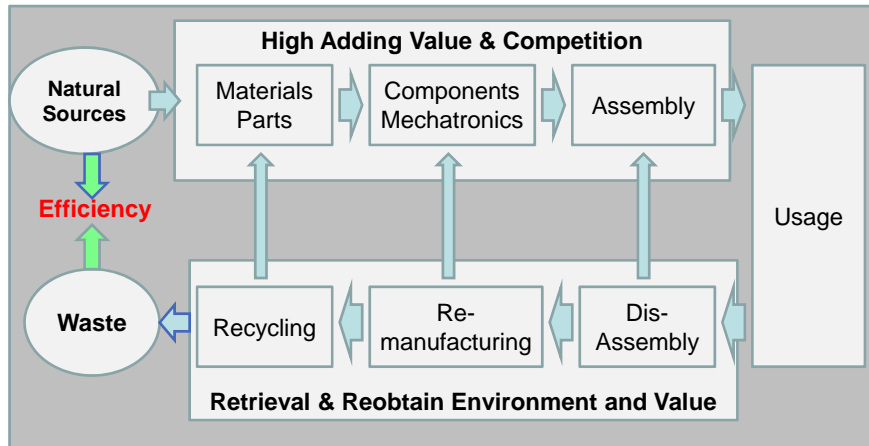 High Adding Value & Competition
Natural
Sources
Materials
Parts
Components
Mechatronics
Assembly
Usage
Efficiency
Waste
Recycling
Re-
manufacturing
Dis-
Assembly
Retrieval & Reobtain Environment and Value